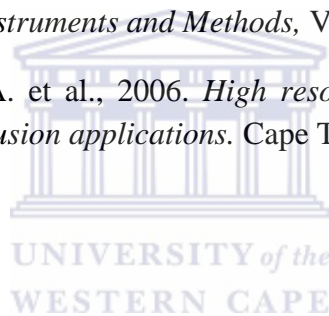 struments and Methods, V
A. et al., 2006. High reso
usion applications. Cape T
UNIVERSITY of the
WESTERN CAPE